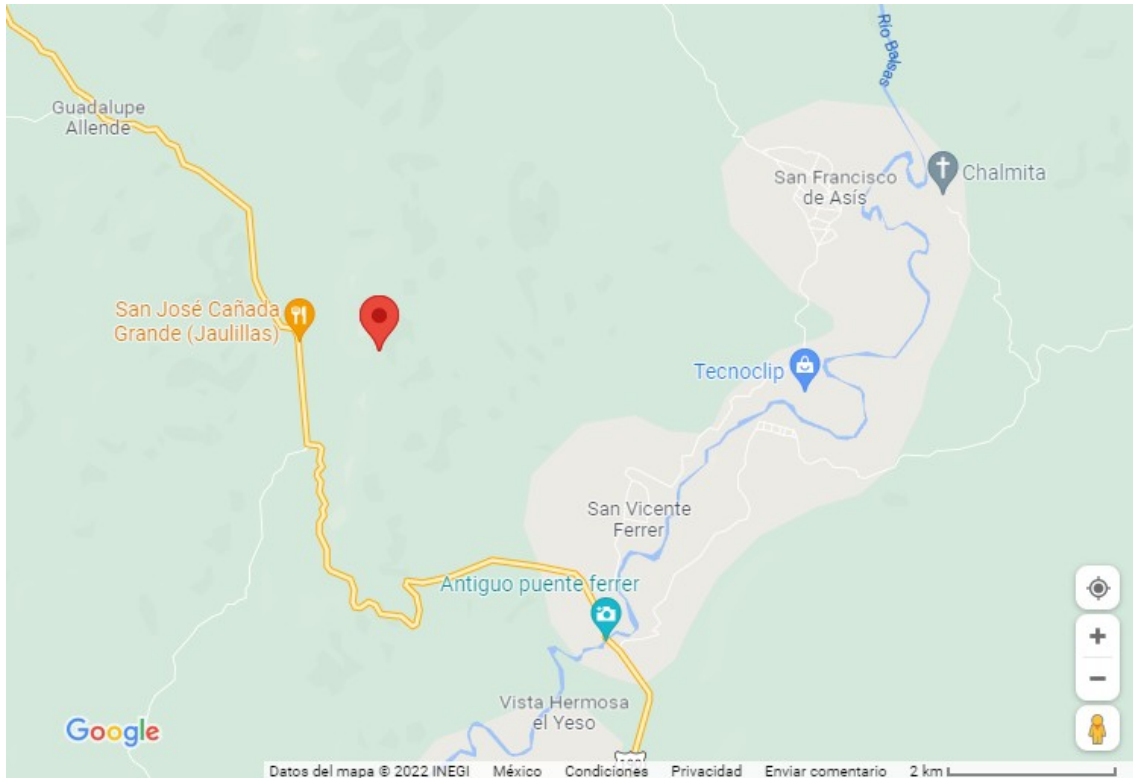 Río Balsas
Guadalupe
Allende
San Francisco
de Asís
Chalmita
San José Cañada
Grande (Jaulillas)
Tecnoclip
San Vicente
Ferrer
Antiguo puente ferrer
Vista Hermosa
el Yeso
Google
Datos del mapa © 2022 INEGI México Condiciones Privacidad Enviar comentario 2 km